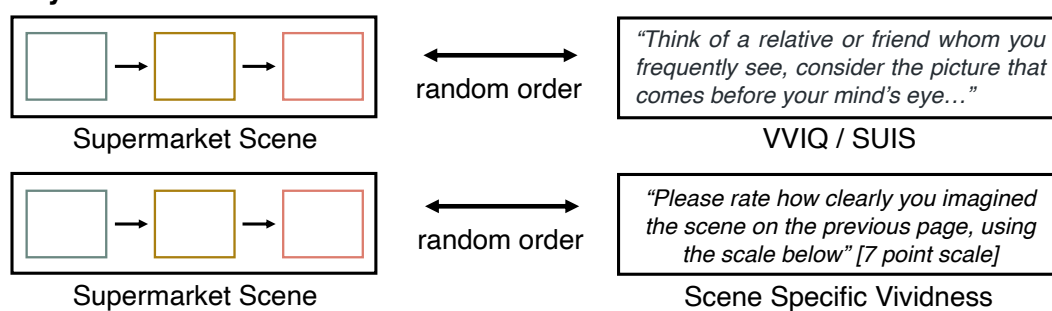 “Think of a relative or friend whom you
frequently see, consider the picture that
comes before your mind’s eye…”
random order
Supermarket Scene
VVIQ / SUIS
“Please rate how clearly you imagined
the scene on the previous page, using
the scale below” [7 point scale]
random order
Supermarket Scene
Scene Specific Vividness